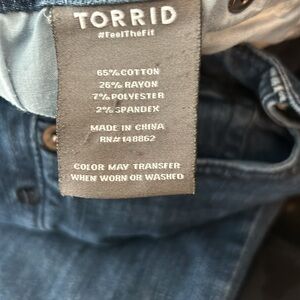 TORRID
#FeelTheFit
65% COTTON
26% RAYON
7% POLYESTER
2% SPANDEX
MADE IN CHINA
RN#148862
COLOR MAY TRANSFER
WHEN WORN OR WASHED